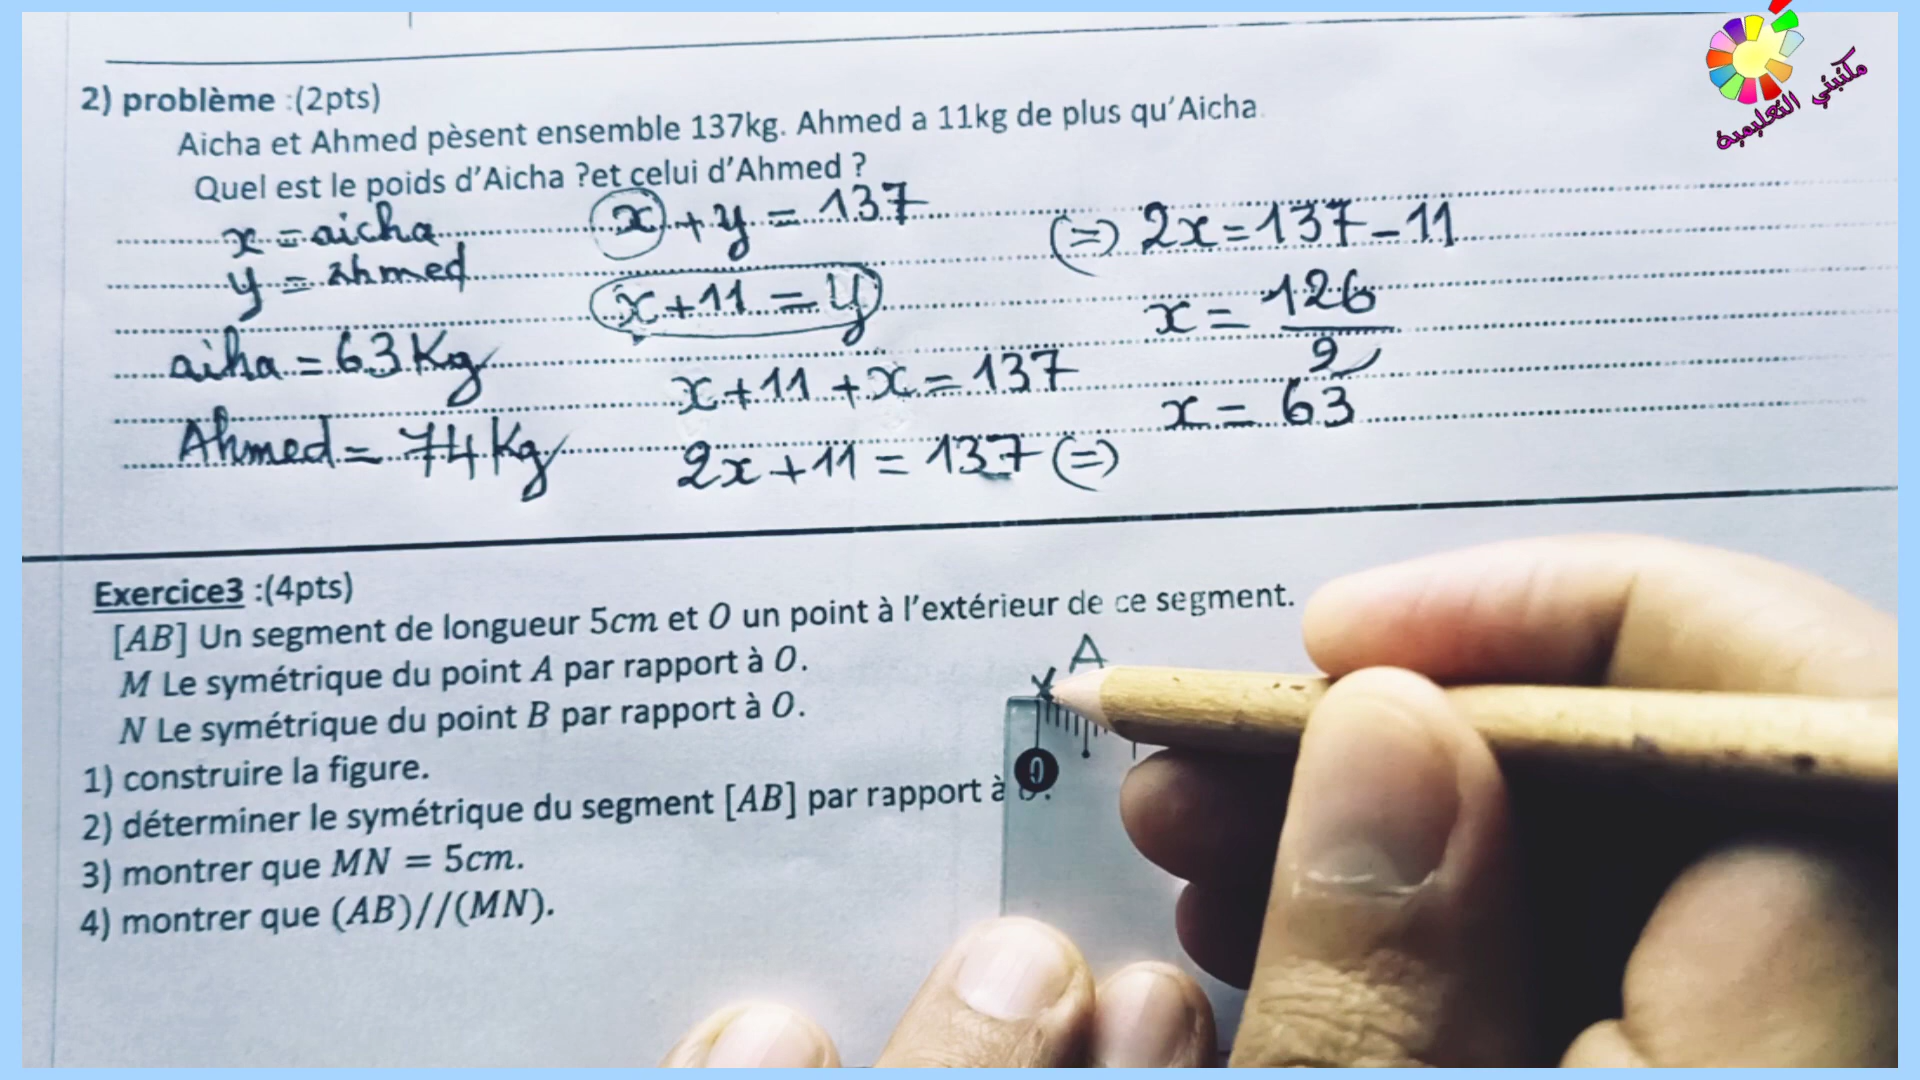 مكتبتي التعليمية
2) problème :(2pts)
Aicha et Ahmed pèsent ensemble 137kg. Ahmed a 11kg de plus qu'Aicha.
Quel est le poids d'Aicha ?et celui d'Ahmed ?
x = aicha
y = ahmed
aiha = 63 Kg
Ahmed = 74 Kg
x + y = 137
x + 11 = y
x + 11 + x = 137
2x + 11 = 137 (=)
(=) 2x = 137 - 11
x = 126
2
x = 63
Exercice3 :(4pts)
[AB] Un segment de longueur 5cm et O un point à l'extérieur de ce segment.
M Le symétrique du point A par rapport à O.
N Le symétrique du point B par rapport à O.
1) construire la figure.
2) déterminer le symétrique du segment [AB] par rapport à O.
3) montrer que MN = 5cm.
4) montrer que (AB)//(MN).
A
0